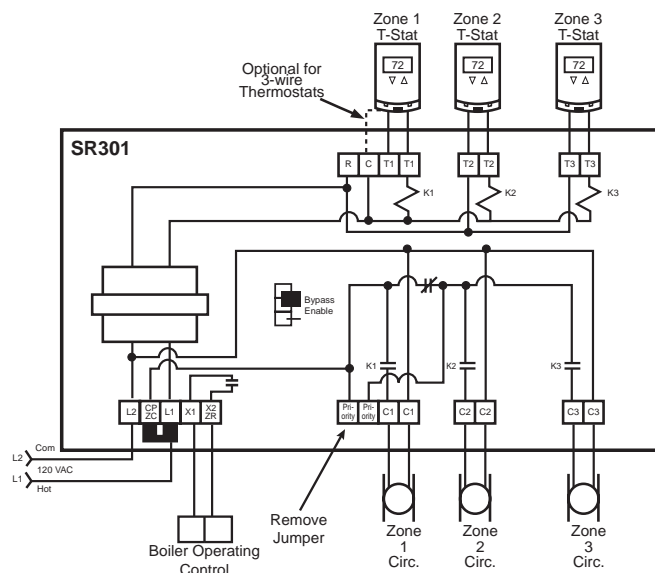 Zone 1
T-Stat
Zone 2
T-Stat
Zone 3
T-Stat
Optional for
3-wire
Thermostats
72
72
72
SR301
R
C
T1
T1
T2
T2
T3
T3
K1
K2
K3
Bypass
Enable
K1
K2
K3
L2
CP
ZC
L1
X1
X2
ZR
Pri-
ority
Pri-
ority
C1
C1
C2
C2
C3
C3
L2
Com
120 VAC
L1
Hot
Boiler Operating
Control
Remove
Jumper
Zone
1
Circ.
Zone
2
Circ.
Zone
3
Circ.